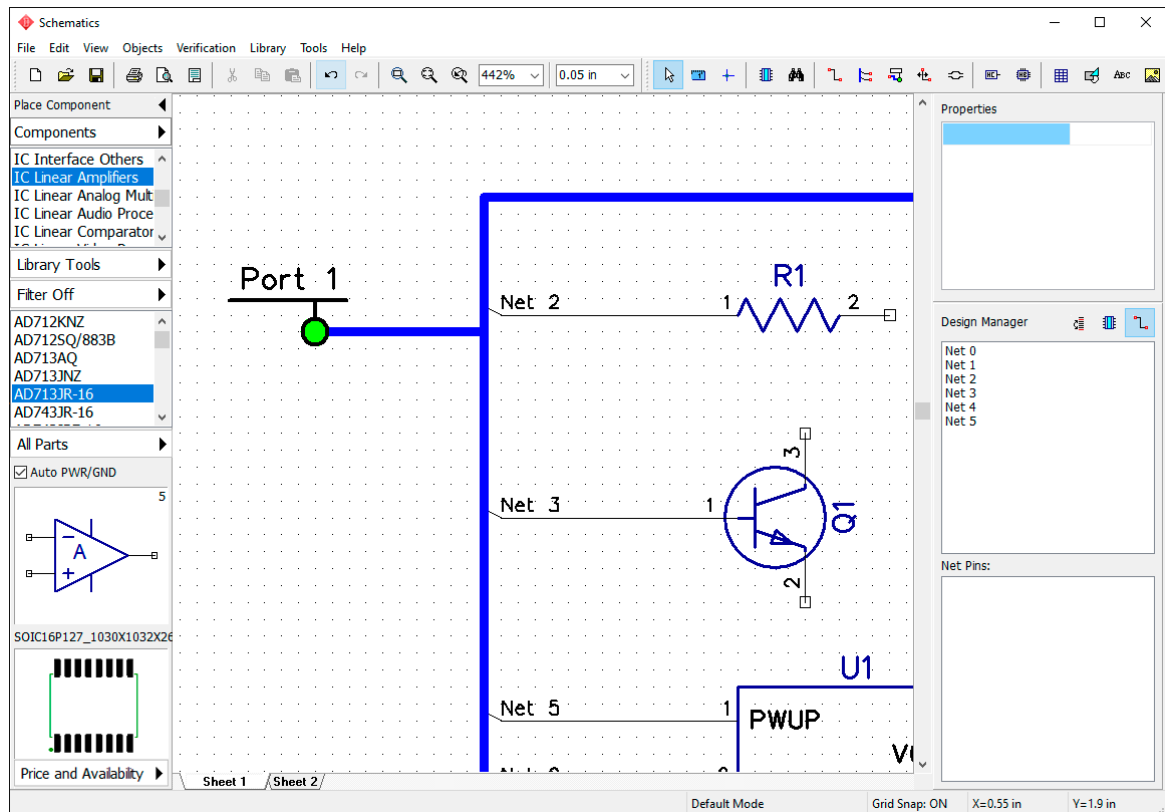 Schematics
File Edit View Objects Verification Library Tools Help
442% 0.05 in ABC
Place Component
Components
IC Interface Others
IC Linear Amplifiers
IC Linear Analog Mult
IC Linear Audio Proce
IC Linear Comparator
Library Tools
Filter Off
AD712KNZ
AD712SQ/883B
AD713AQ
AD713JNZ
AD713JR-16
AD743JR-16
All Parts
Auto PWR/GND
5
A
SOIC16P127_1030X1032X26
Price and Availability
Port 1
R1
Net 2 1 2
3
Net 3 1 Q1
2
U1
Net 5 1 PWUP
Sheet 1 Sheet 2
Properties
Design Manager
Net 0
Net 1
Net 2
Net 3
Net 4
Net 5
Net Pins:
Default Mode Grid Snap: ON X=0.55 in Y=1.9 in